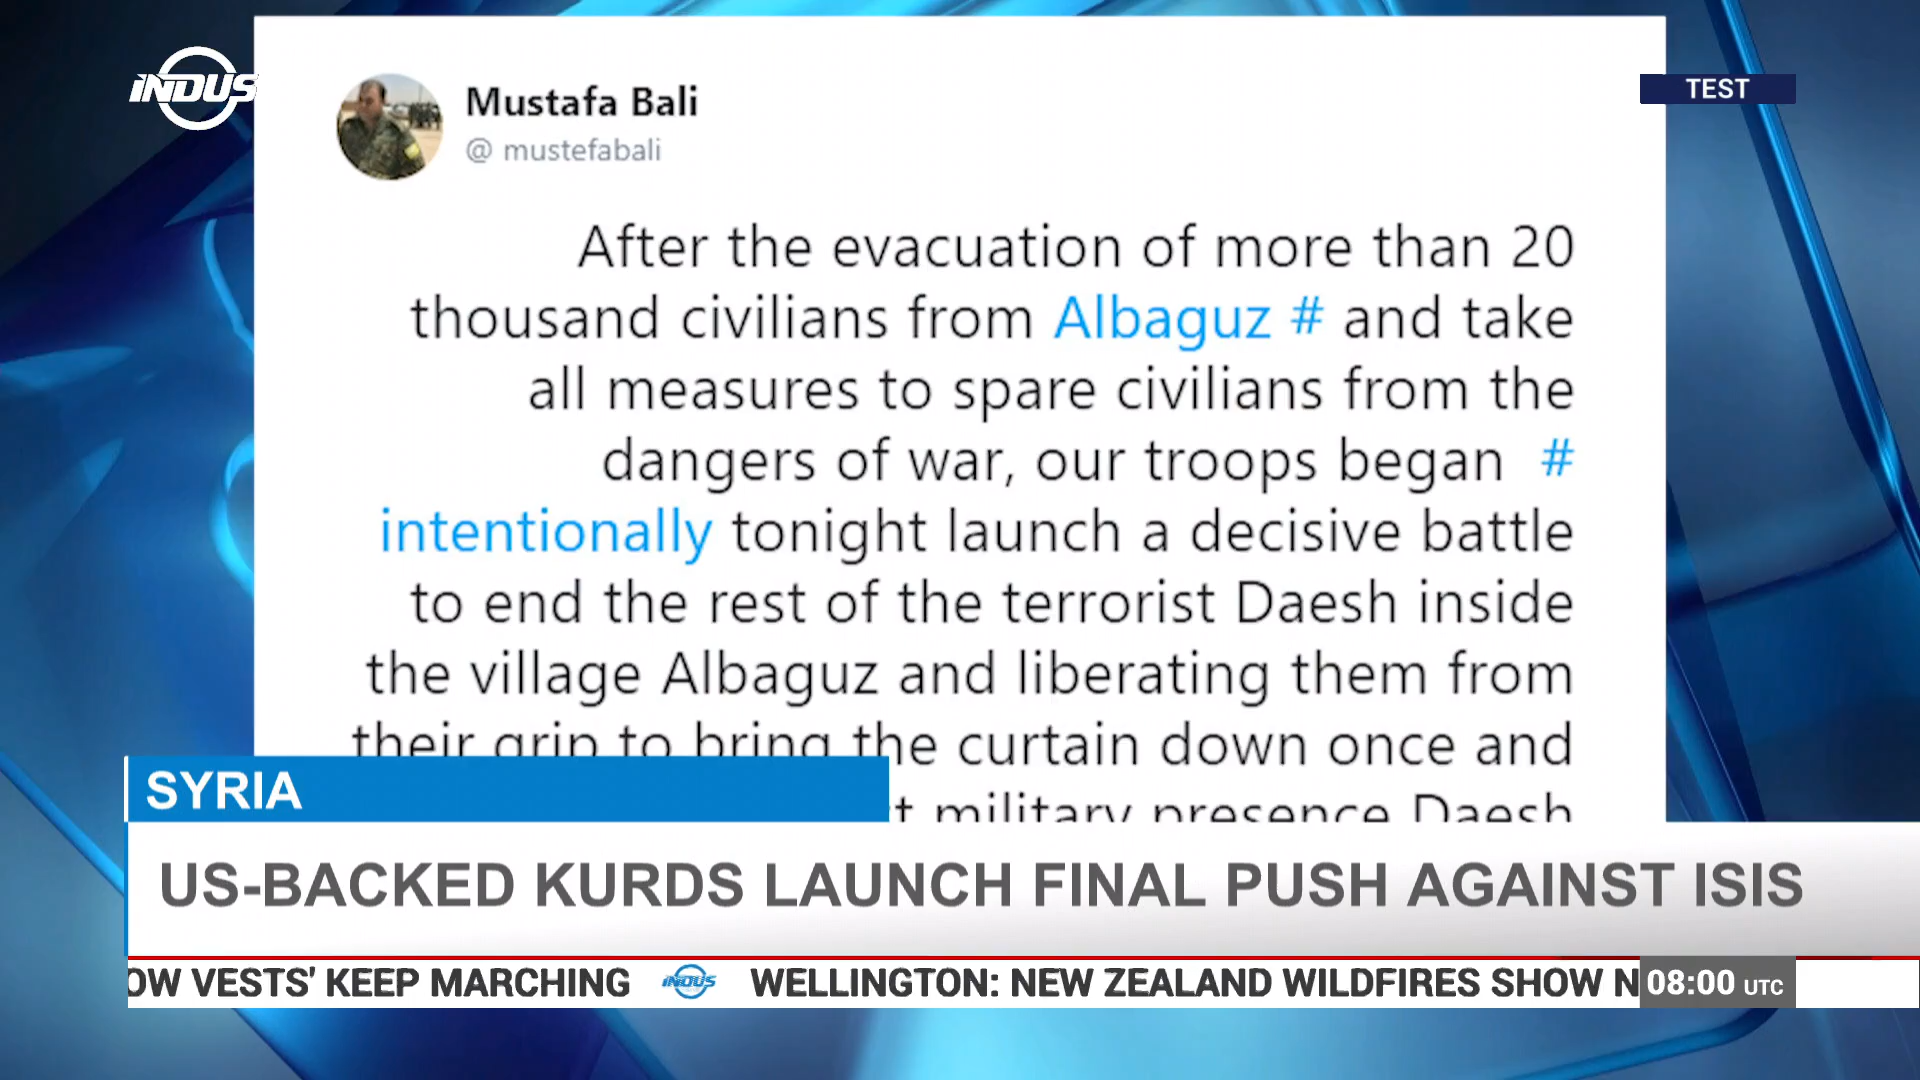 INDUS
TEST
Mustafa Bali
@ mustefabali
After the evacuation of more than 20
thousand civilians from Albaguz # and take
all measures to spare civilians from the
dangers of war, our troops began #
intentionally tonight launch a decisive battle
to end the rest of the terrorist Daesh inside
the village Albaguz and liberating them from
their grip to bring the curtain down once and
military presence Daesh
SYRIA
US-BACKED KURDS LAUNCH FINAL PUSH AGAINST ISIS
OW VESTS' KEEP MARCHING INDUS WELLINGTON: NEW ZEALAND WILDFIRES SHOW N
08:00 UTC